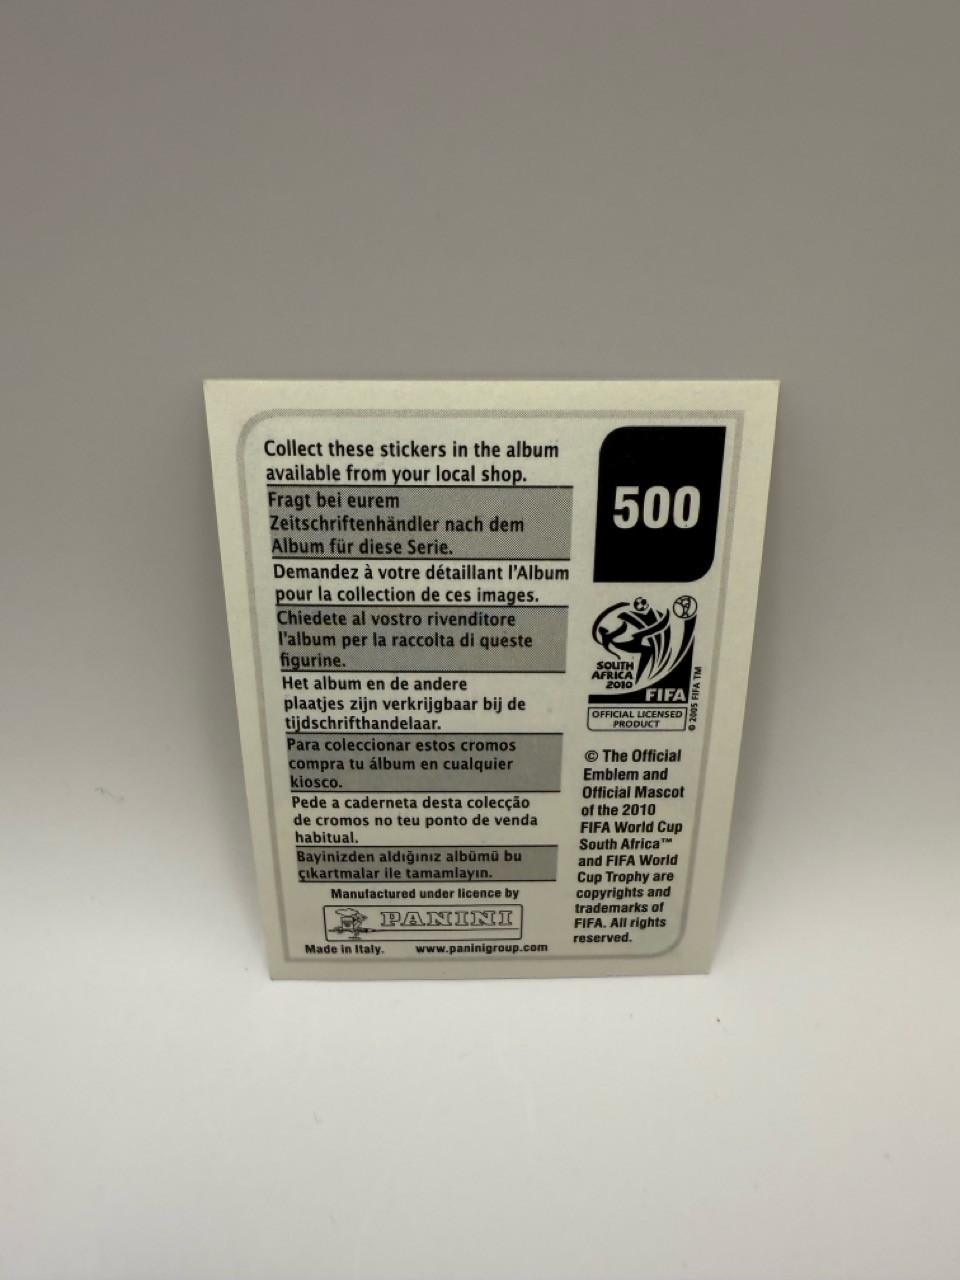 Collect these stickers in the album
available from your local shop.
Fragt bei eurem
Zeitschriftenhändler nach dem
Album für diese Serie.
Demandez à votre détaillant l'Album
pour la collection de ces images.
Chiedete al vostro rivenditore
l'album per la raccolta di queste
figurine.
Het album en de andere
plaatjes zijn verkrijgbaar bij de
tijdschrifthandelaar.
Para coleccionar estos cromos
compra tu álbum en cualquier
kiosco.
Pede a caderneta desta colecção
de cromos no teu ponto de venda
habitual.
Bayinizden aldığınız albümü bu
çıkartmalar ile tamamlayın.
Manufactured under licence by
PANINI
Made in Italy. www.paninigroup.com
500
SOUTH
AFRICA
2010
FIFA
© 2005 FIFA TM
OFFICIAL LICENSED
PRODUCT
© The Official
Emblem and
Official Mascot
of the 2010
FIFA World Cup
South Africa™
and FIFA World
Cup Trophy are
copyrights and
trademarks of
FIFA. All rights
reserved.